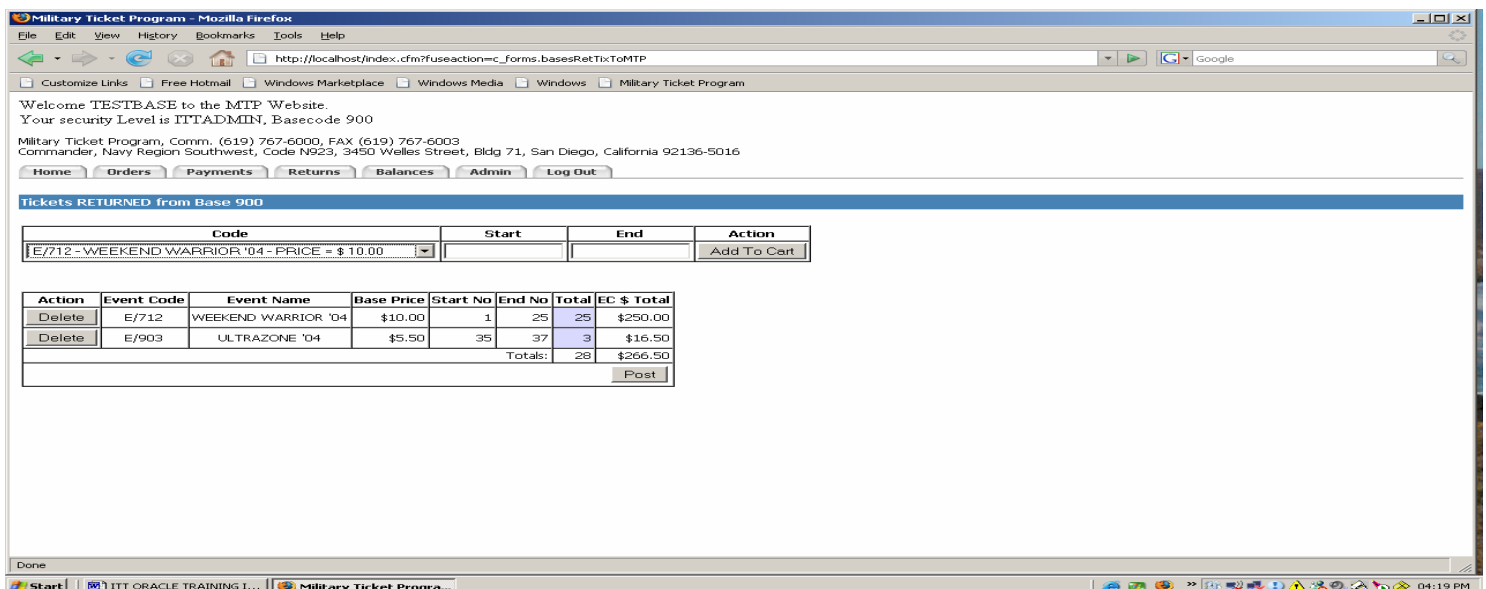 Military Ticket Program - Mozilla Firefox
File Edit View History Bookmarks Tools Help
http://localhost/index.cfm?fuseaction=c_forms.basesRetTixToMTP
G Google
Customize Links Free Hotmail Windows Marketplace Windows Media Windows Military Ticket Program
Welcome TESTBASE to the MTP Website.
Your security Level is ITTADMIN, Basecode 900
Military Ticket Program, Comm. (619) 767-6000, FAX (619) 767-6003
Commander, Navy Region Southwest, Code N923, 3450 Welles Street, Bldg 71, San Diego, California 92136-5016
Home Orders Payments Returns Balances Admin Log Out
Tickets RETURNED from Base 900
Code Start End Action
E/712 - WEEKEND WARRIOR '04 - PRICE = $ 10.00 Add To Cart
Action Event Code Event Name Base Price Start No End No Total EC $ Total
Delete E/712 WEEKEND WARRIOR '04 $10.00 1 25 25 $250.00
Delete E/903 ULTRAZONE '04 $5.50 35 37 3 $16.50
Totals: 28 $266.50
Post
Done
Start ITT ORACLE TRAINING I... Military Ticket Progra... 04:19 PM